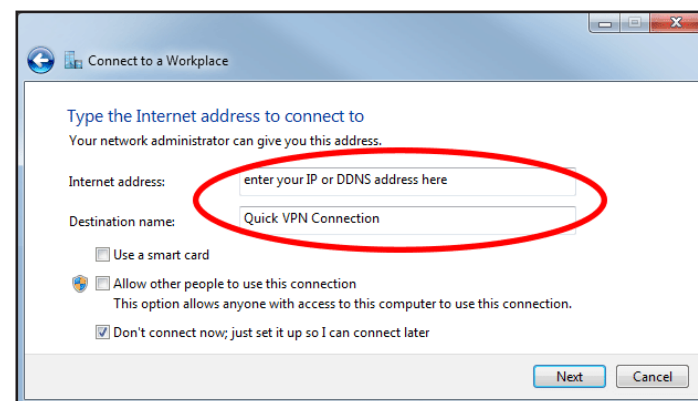 Connect to a Workplace
Type the Internet address to connect to
Your network administrator can give you this address.
Internet address: enter your IP or DDNS address here
Destination name: Quick VPN Connection
Use a smart card
Allow other people to use this connection
This option allows anyone with access to this computer to use this connection.
Don't connect now; just set it up so I can connect later
Next Cancel